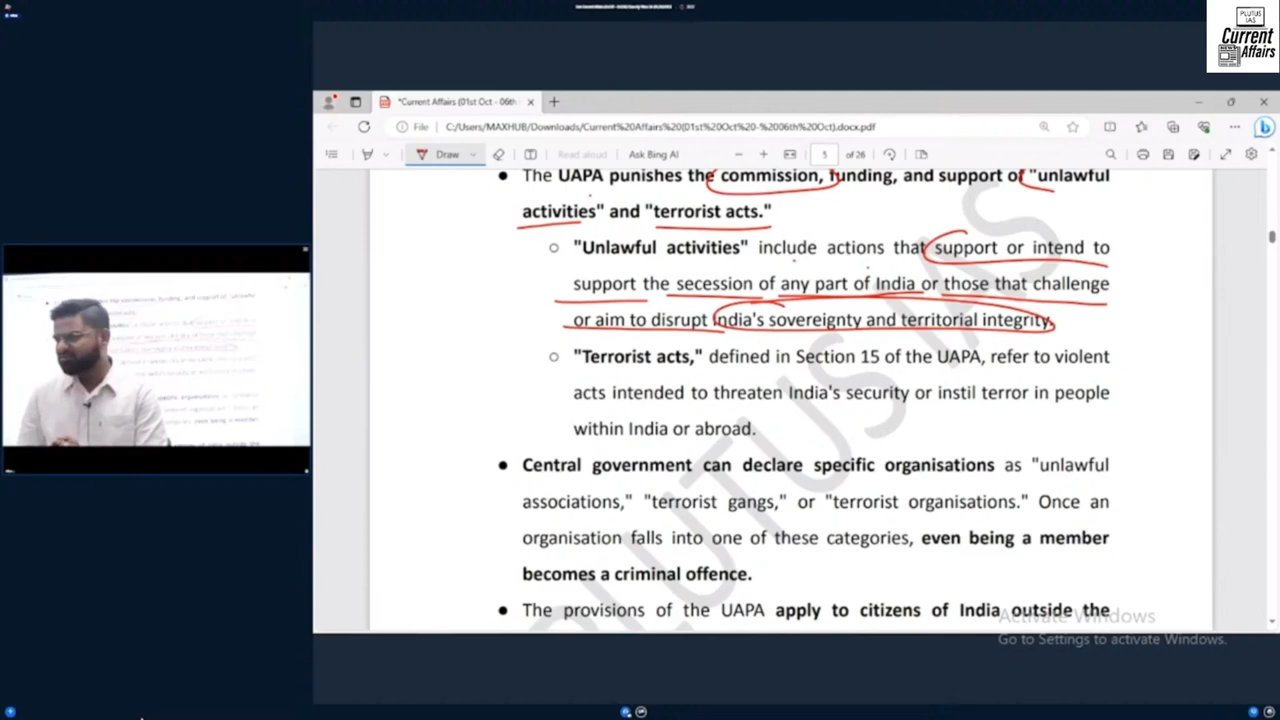 PLUTUS IAS
Current
NEWS
Affairs
*Current Affairs (01st Oct - 06th
File C:/Users/MAXHUB/Downloads/Current%20Affairs(01st%20Oct%20-%2006th%20Oct).docx.pdf
Draw Read aloud Ask Bing AI 5 of 26
The UAPA punishes the commission, funding, and support of "unlawful
activities" and "terrorist acts."
"Unlawful activities" include actions that support or intend to
support the secession of any part of India or those that challenge
or aim to disrupt India's sovereignty and territorial integrity.
"Terrorist acts," defined in Section 15 of the UAPA, refer to violent
acts intended to threaten India's security or instil terror in people
within India or abroad.
Central government can declare specific organisations as "unlawful
associations," "terrorist gangs," or "terrorist organisations." Once an
organisation falls into one of these categories, even being a member
becomes a criminal offence.
The provisions of the UAPA apply to citizens of India outside the
PLUTUS IAS
Activate Windows
Go to Settings to activate Windows.